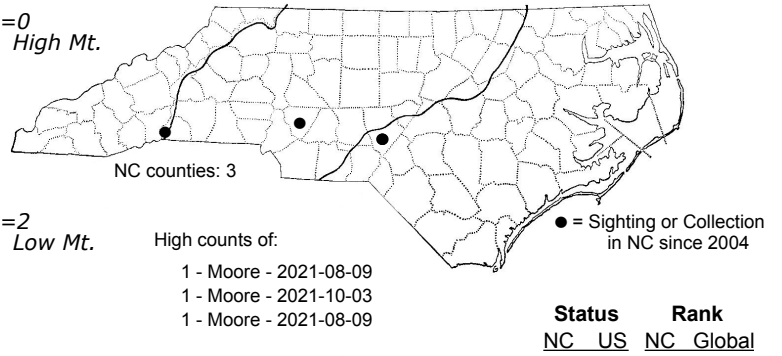 =0
High Mt.
NC counties: 3
=2
Low Mt.
High counts of:
1 - Moore - 2021-08-09
1 - Moore - 2021-10-03
1 - Moore - 2021-08-09
● = Sighting or Collection
in NC since 2004
Status Rank
NC US NC Global